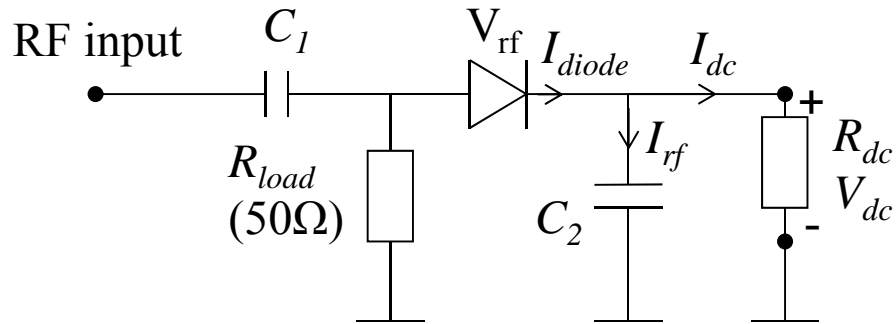 RF input
C1
Vrf
Idiode
Idc
Rload
(50Ω)
Irf
C2
+
Rdc
Vdc
-